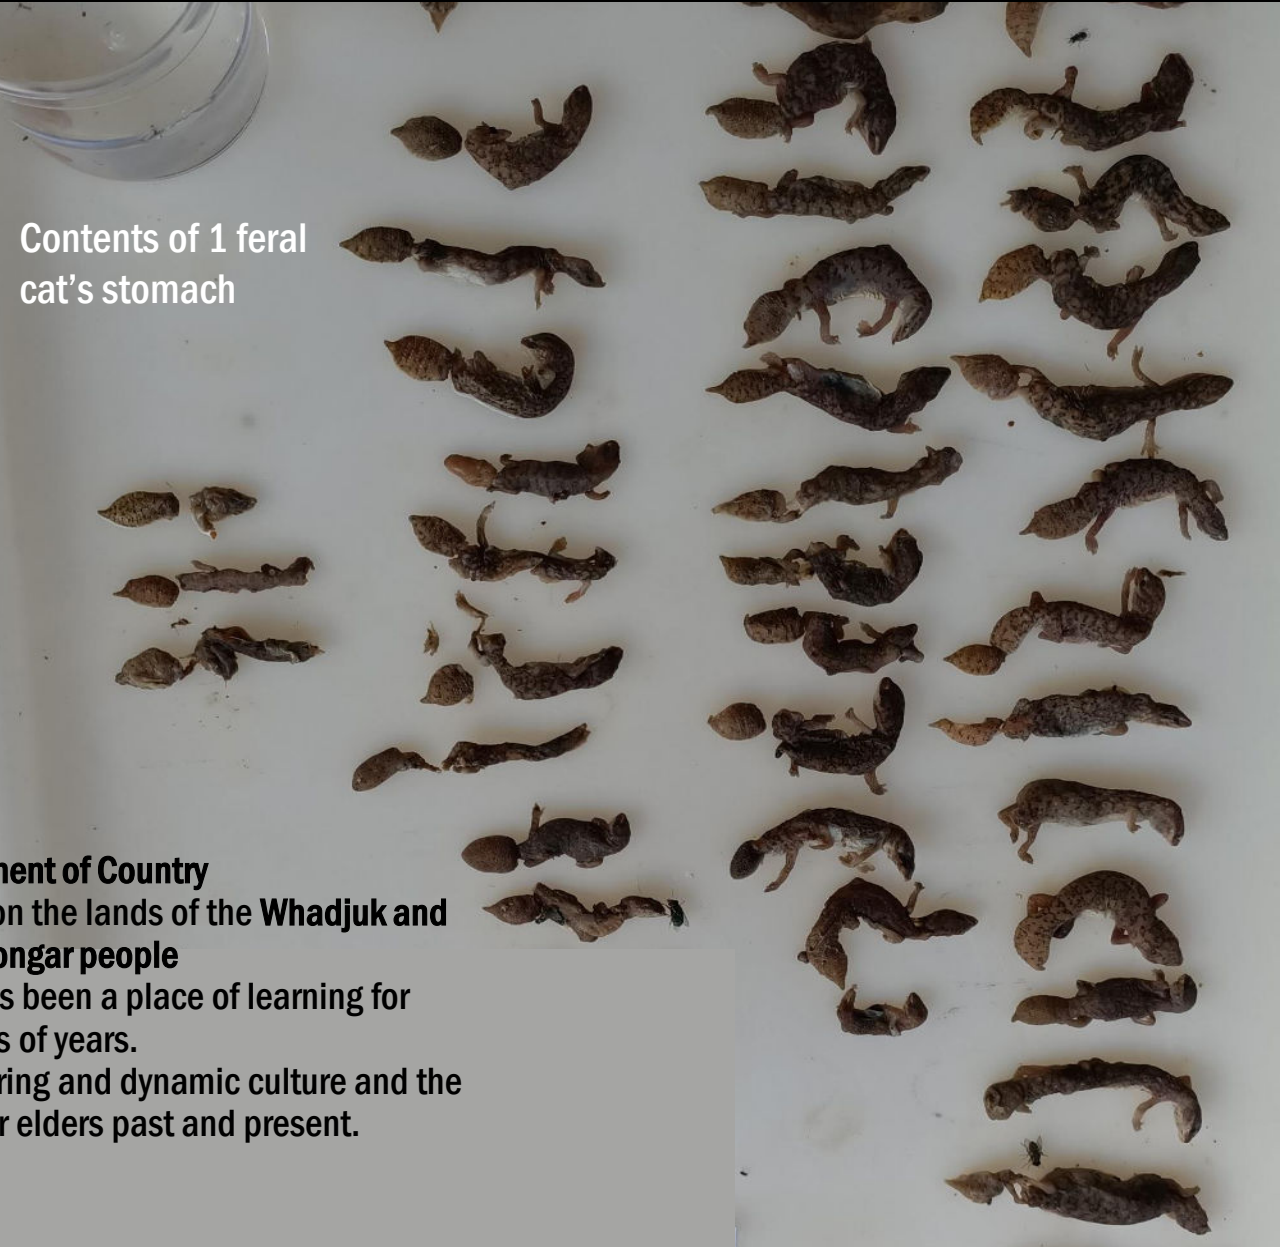 Contents of 1 feral
cat's stomach
ment of Country
on the lands of the Whadjuk and
ongar people
s been a place of learning for
s of years.
ring and dynamic culture and the
r elders past and present.